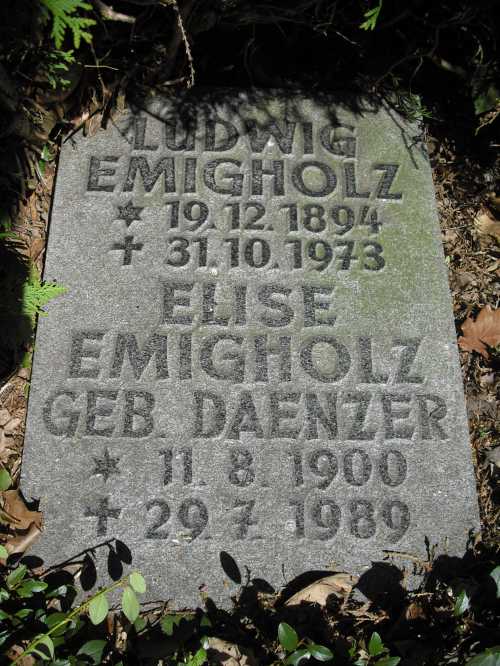 LUDWIG
EMIGHOLZ
* 19.12.1894
✝ 31.10.1973
ELISE
EMIGHOLZ
GEB. DAENZER
* 11. 8. 1900
✝ 29. 7. 1989